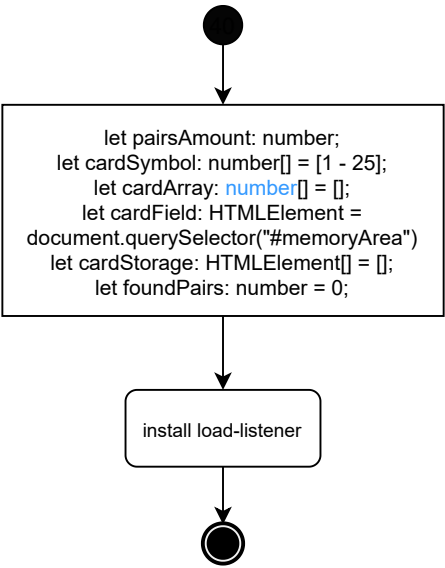 let pairsAmount: number;
let cardSymbol: number[] = [1 - 25];
let cardArray: number[] = [];
let cardField: HTMLElement =
document.querySelector("#memoryArea")
let cardStorage: HTMLElement[] = [];
let foundPairs: number = 0;
install load-listener